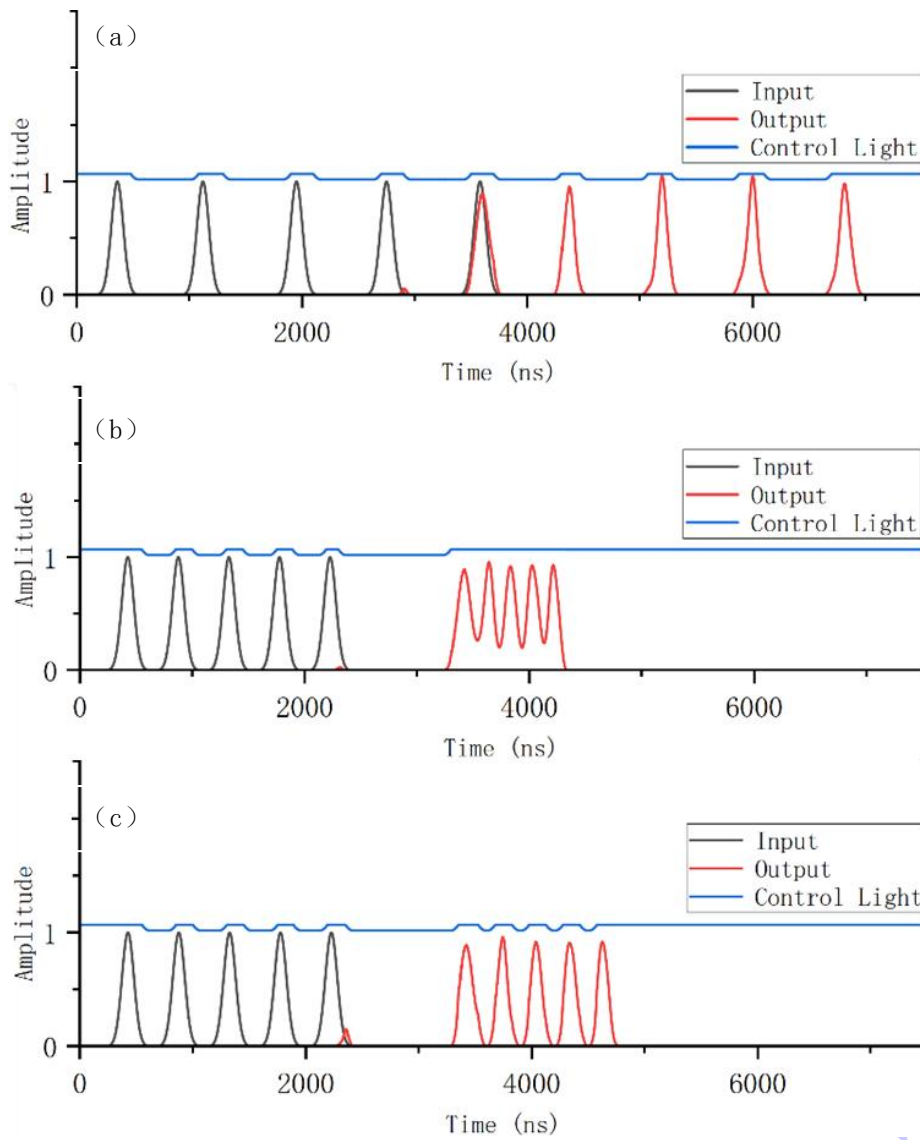 （a）
Input
Output
Control Light
Amplitude
1
0
0 2000 4000 6000
Time (ns)
（b）
Input
Output
Control Light
Amplitude
1
0
0 2000 4000 6000
Time (ns)
（c）
Input
Output
Control Light
Amplitude
1
0
0 2000 4000 6000
Time (ns)